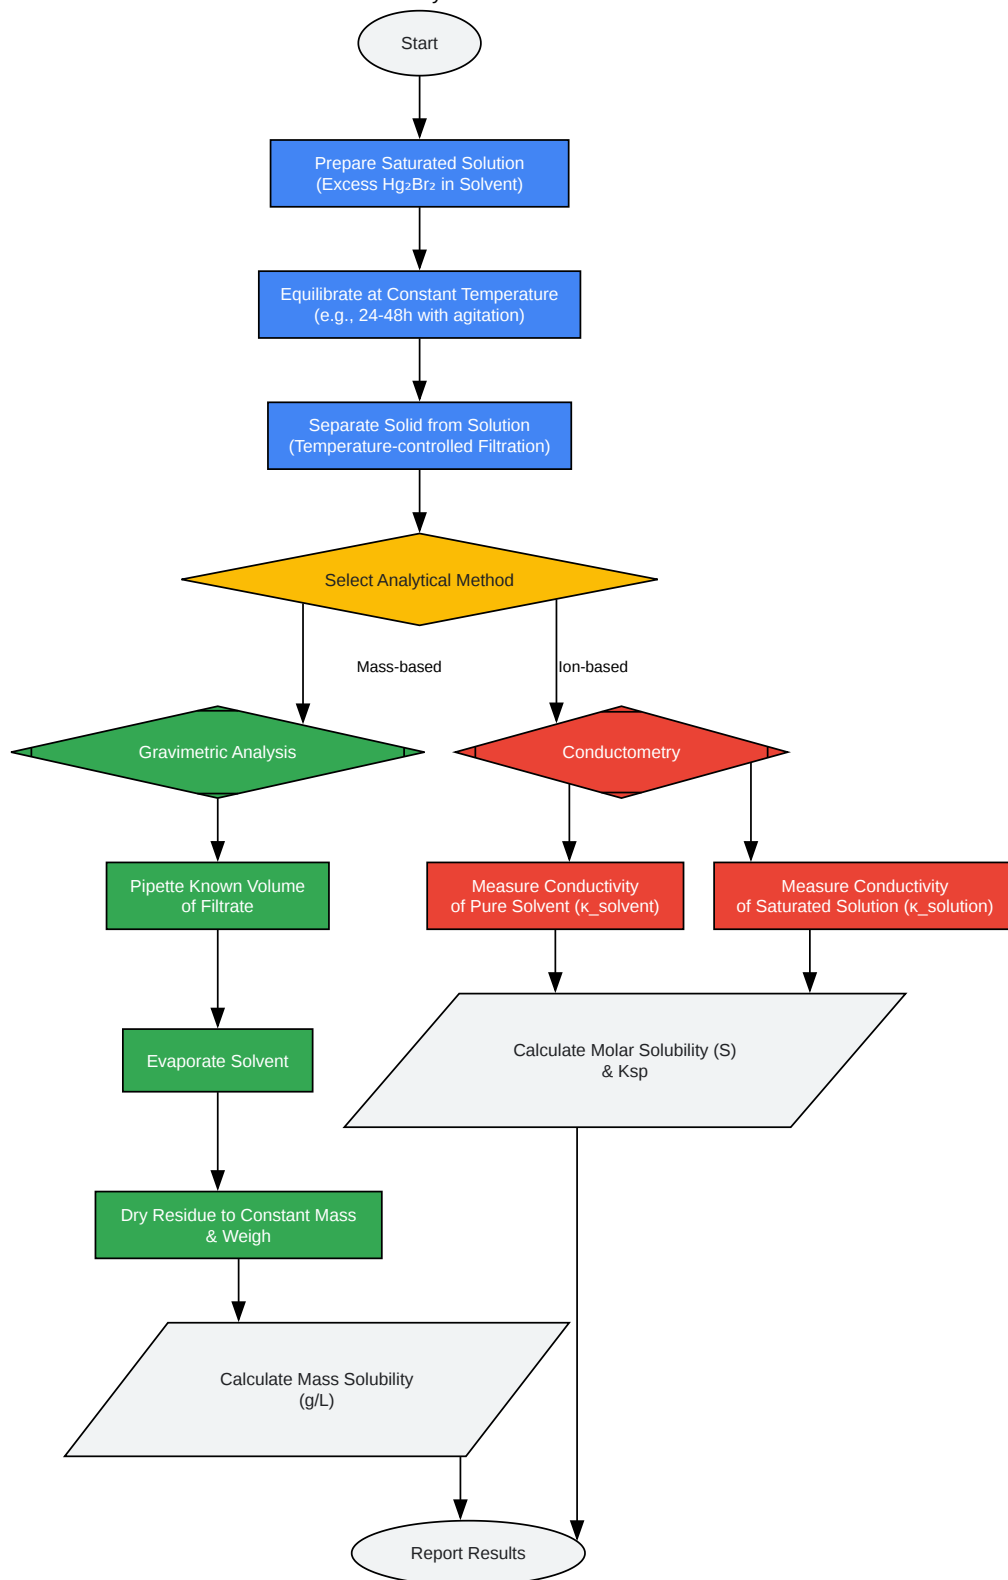 Start
Prepare Saturated Solution
(Excess Hg₂Br₂ in Solvent)
Equilibrate at Constant Temperature
(e.g., 24-48h with agitation)
Separate Solid from Solution
(Temperature-controlled Filtration)
Select Analytical Method
Mass-based
Ion-based
Gravimetric Analysis
Conductometry
Pipette Known Volume
of Filtrate
Measure Conductivity
of Pure Solvent (κ_solvent)
Measure Conductivity
of Saturated Solution (κ_solution)
Evaporate Solvent
Calculate Molar Solubility (S)
& Ksp
Dry Residue to Constant Mass
& Weigh
Calculate Mass Solubility
(g/L)
Report Results